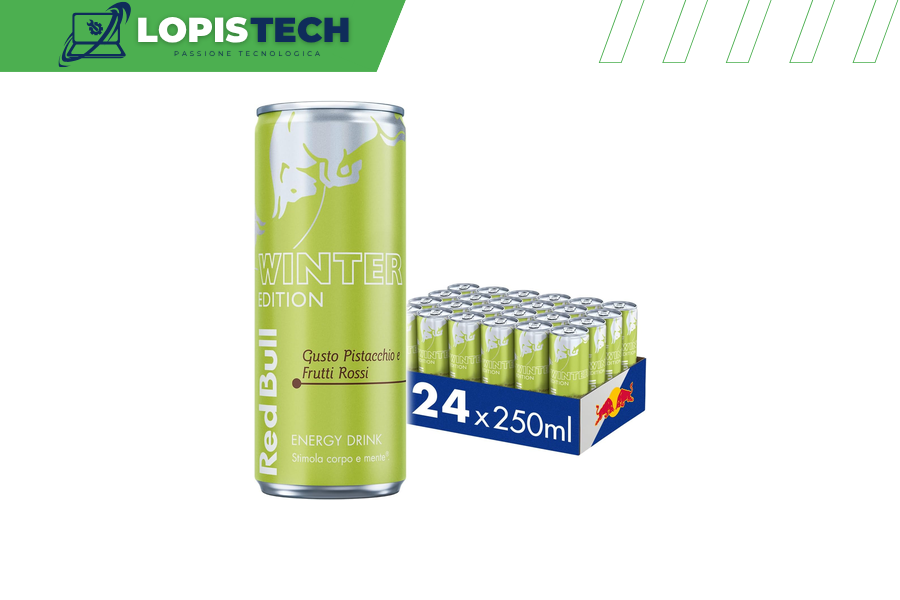 LOPISTECH
PASSIONE TECNOLOGICA
WINTER
EDITION
Gusto Pistacchio e
Frutti Rossi
Red Bull
ENERGY DRINK
Stimola corpo e mente
24 x 250ml